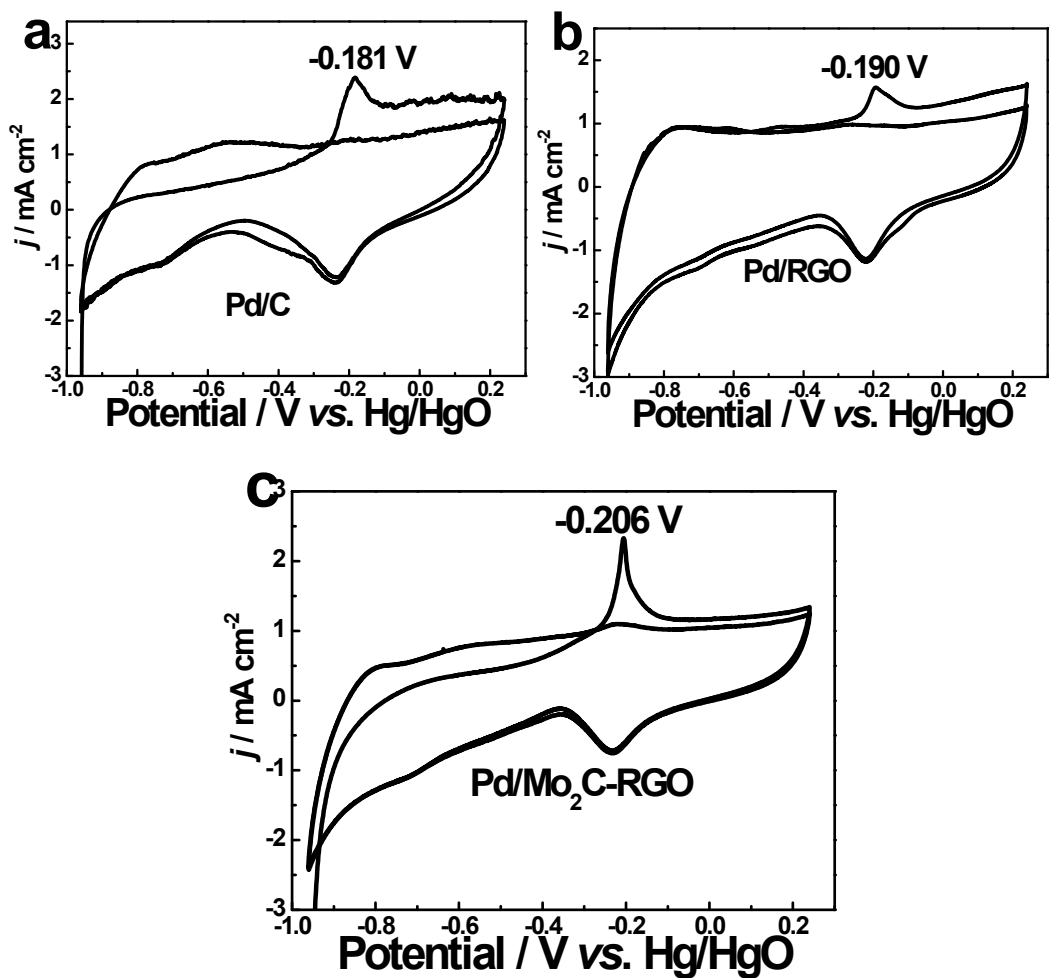 a
-0.181 V
3
2
1
0
-1
-2
-3
j / mA cm⁻²
Pd/C
-1.0 -0.8 -0.6 -0.4 -0.2 0.0 0.2
Potential / V vs. Hg/HgO
b
-0.190 V
3
2
1
0
-1
-2
-3
j / mA cm⁻²
Pd/RGO
-1.0 -0.8 -0.6 -0.4 -0.2 0.0 0.2
Potential / V vs. Hg/HgO
c
-0.206 V
3
2
1
0
-1
-2
-3
j / mA cm⁻²
Pd/Mo₂C-RGO
-1.0 -0.8 -0.6 -0.4 -0.2 0.0 0.2
Potential / V vs. Hg/HgO